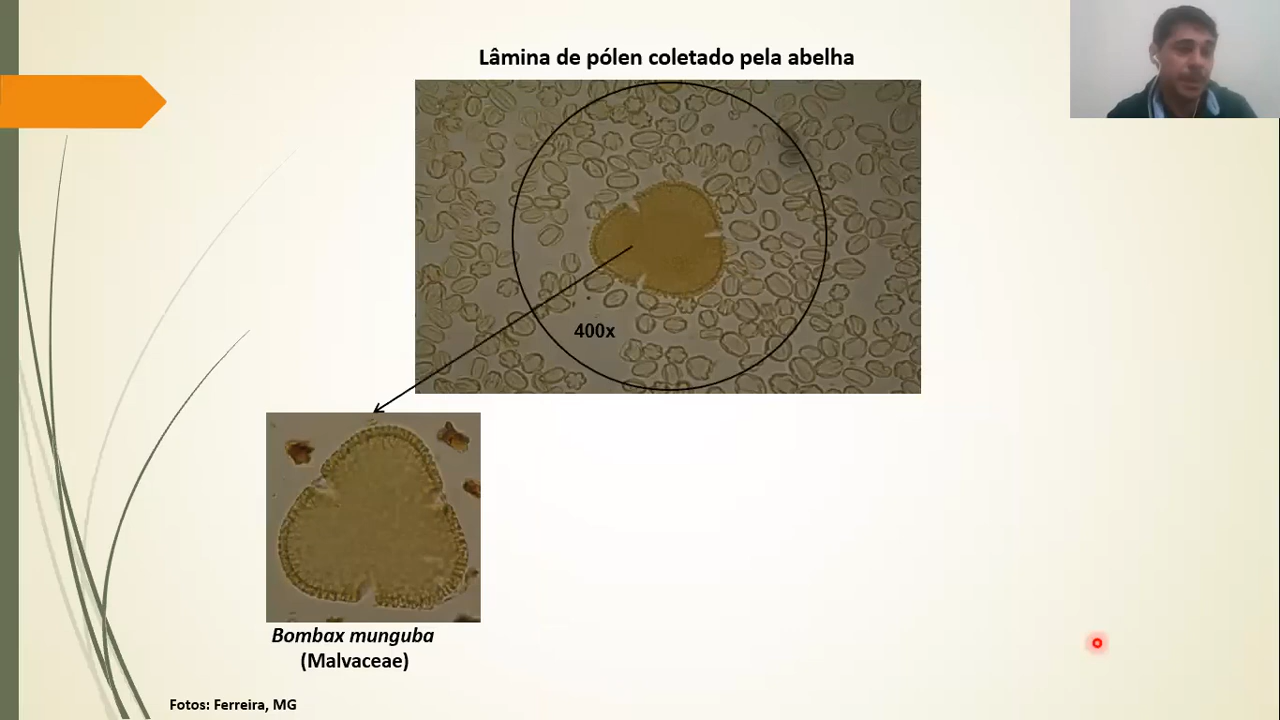 Lâmina de pólen coletado pela abelha
400x
Bombax munguba
(Malvaceae)
Fotos: Ferreira, MG